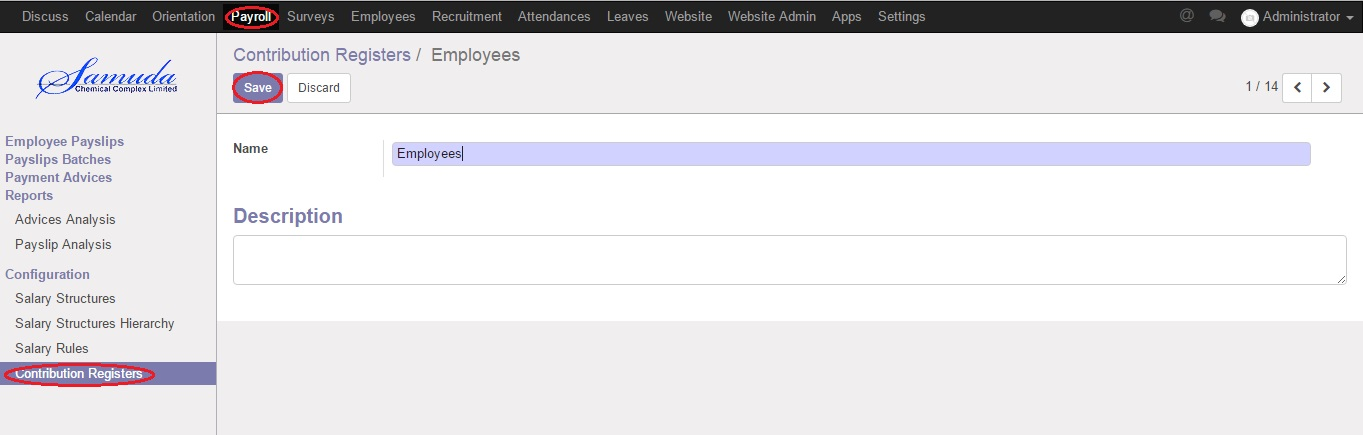 Discuss Calendar Orientation Payroll Surveys Employees Recruitment Attendances Leaves Website Website Admin Apps Settings @ Administrator
Samuda
Chemical Complex Limited
Contribution Registers / Employees
Save Discard
1 / 14
Employee Payslips
Payslips Batches
Payment Advices
Reports
Advices Analysis
Payslip Analysis
Configuration
Salary Structures
Salary Structures Hierarchy
Salary Rules
Contribution Registers
Name Employees
Description